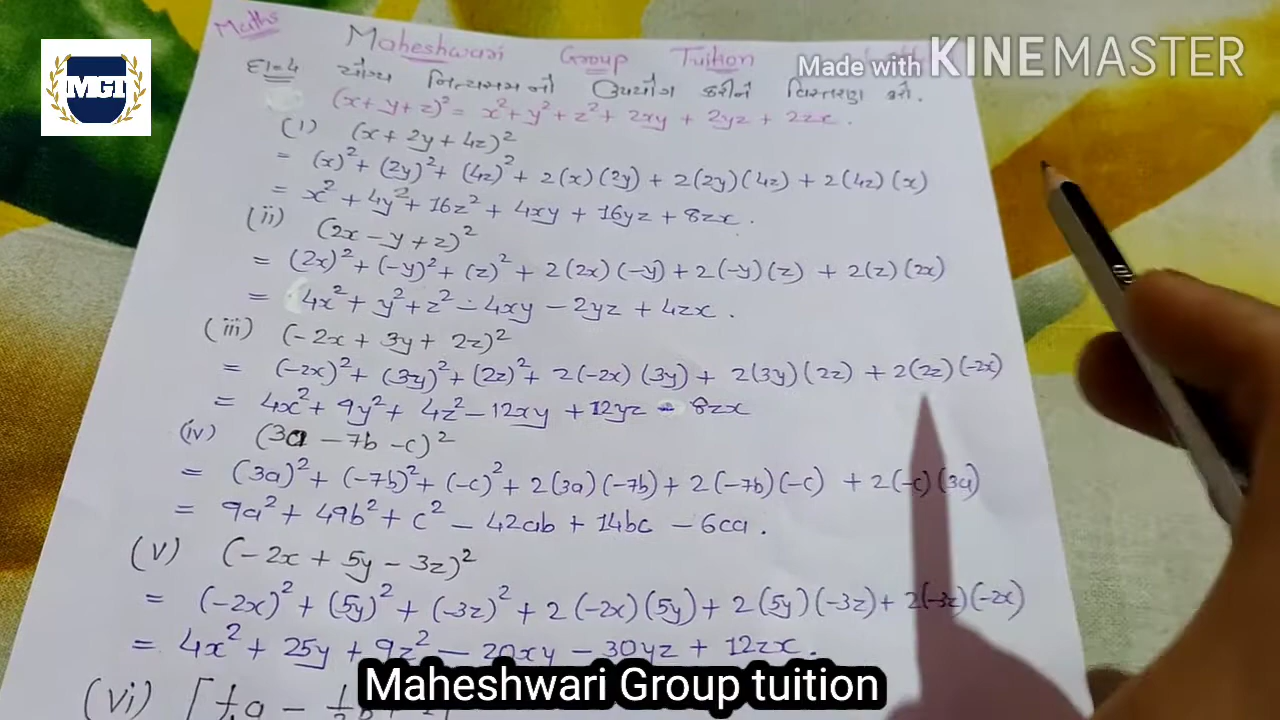 Maths
Maheshwari Group Tuition
Made with KINEMASTER
MGT
દા=4 યોગ્ય નિત્યસમનો ઉપયોગ કરીને વિસ્તરણ કરો.
(x+y+z)² = x²+y²+z²+2xy+2yz+2zx.
(i) (x+2y+4z)²
= (x)²+(2y)²+(4z)²+2(x)(2y)+2(2y)(4z)+2(4z)(x)
= x²+4y²+16z²+4xy+16yz+8zx.
(ii) (2x-y+z)²
= (2x)²+(-y)²+(z)²+2(2x)(-y)+2(-y)(z)+2(z)(2x)
= 4x²+y²+z²-4xy-2yz+4zx.
(iii) (-2x+3y+2z)²
= (-2x)²+(3y)²+(2z)²+2(-2x)(3y)+2(3y)(2z)+2(2z)(-2x)
= 4x²+9y²+4z²-12xy+12yz-8zx
(iv) (3a-7b-c)²
= (3a)²+(-7b)²+(-c)²+2(3a)(-7b)+2(-7b)(-c)+2(-c)(3a)
= 9a²+49b²+c²-42ab+14bc-6ca.
(v) (-2x+5y-3z)²
= (-2x)²+(5y)²+(-3z)²+2(-2x)(5y)+2(5y)(-3z)+2(-3z)(-2x)
= 4x²+25y+9z²-20xy-30yz+12zx.
(vi)
Maheshwari Group tuition